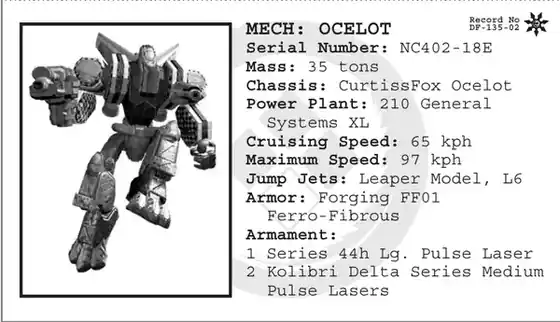 Record No
DF-135-02
MECH: OCELOT
Serial Number: NC402-18E
Mass: 35 tons
Chassis: CurtissFox Ocelot
Power Plant: 210 General
Systems XL
Cruising Speed: 65 kph
Maximum Speed: 97 kph
Jump Jets: Leaper Model, L6
Armor: Forging FF01
Ferro-Fibrous
Armament:
1 Series 44h Lg. Pulse Laser
2 Kolibri Delta Series Medium
Pulse Lasers